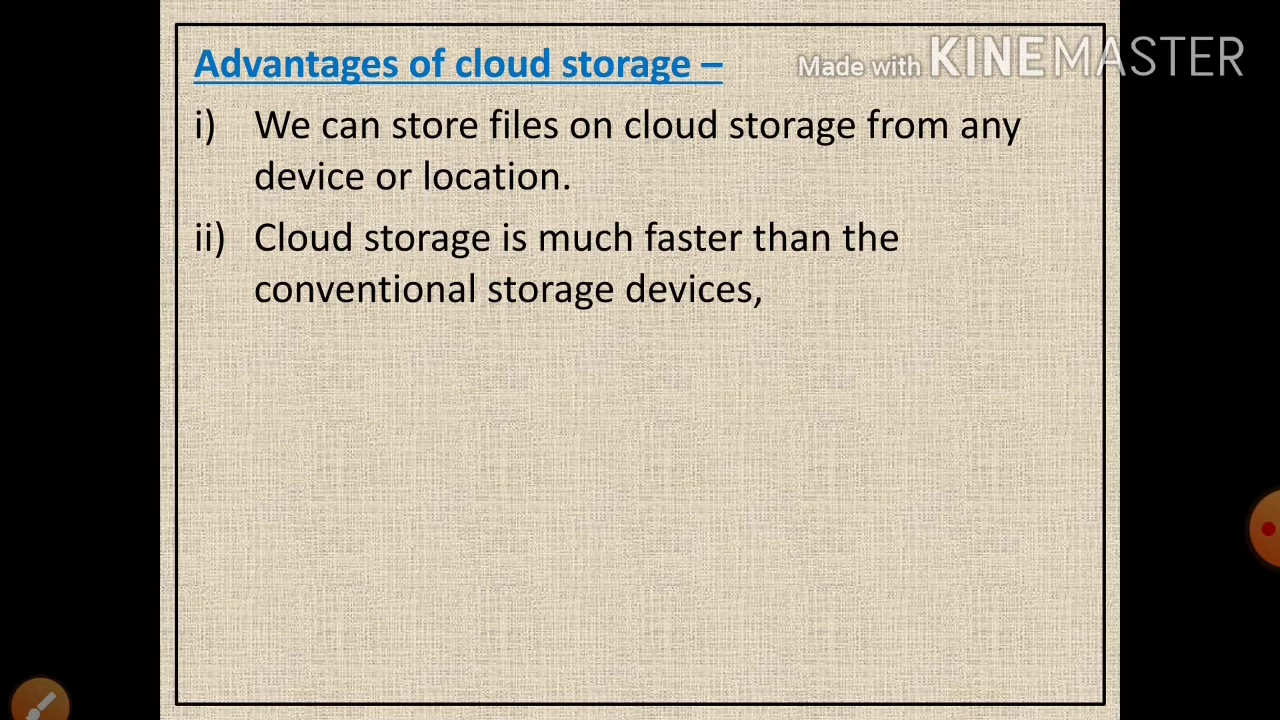 Advantages of cloud storage –
Made with KINEMASTER
i) We can store files on cloud storage from any
device or location.
ii) Cloud storage is much faster than the
conventional storage devices,